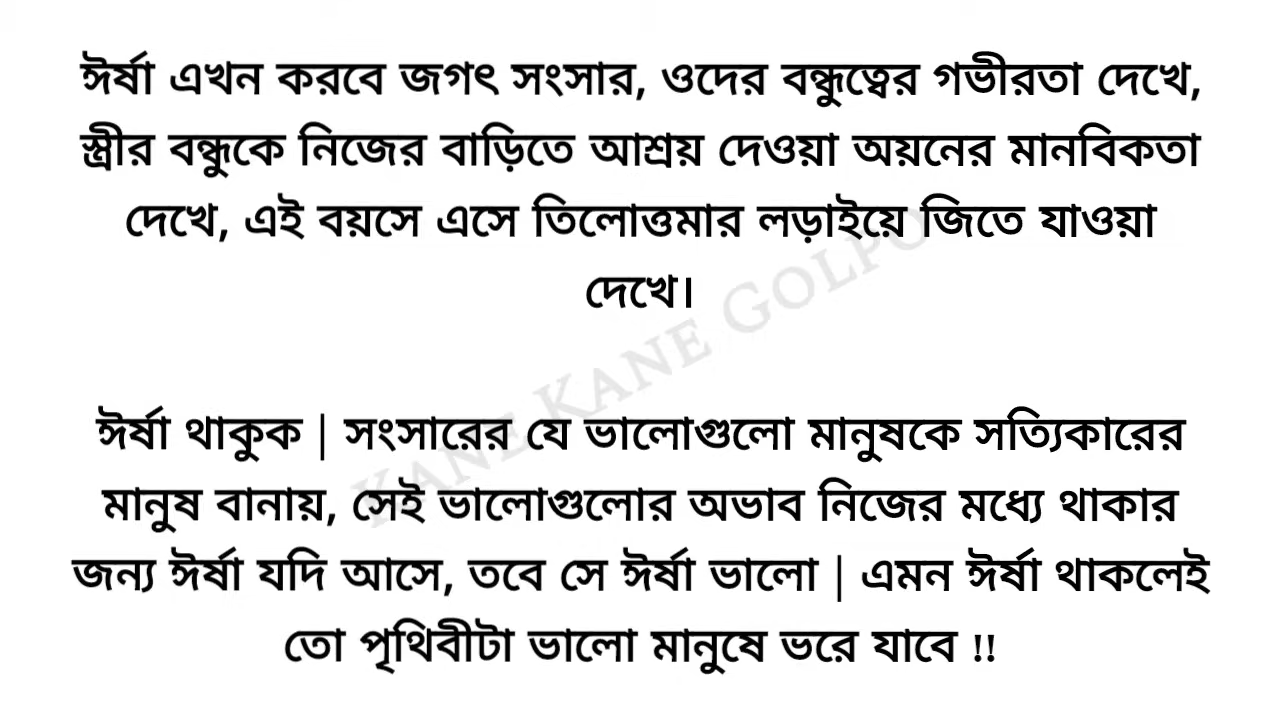 ঈর্ষা এখন করবে জগৎ সংসার, ওদের বন্ধুত্বের গভীরতা দেখে,
স্ত্রীর বন্ধুকে নিজের বাড়িতে আশ্রয় দেওয়া অয়নের মানবিকতা
দেখে, এই বয়সে এসে তিলোত্তমার লড়াইয়ে জিতে যাওয়া
দেখে।
KANE KANE GOLPO
ঈর্ষা থাকুক | সংসারের যে ভালোগুলো মানুষকে সত্যিকারের
মানুষ বানায়, সেই ভালোগুলোর অভাব নিজের মধ্যে থাকার
জন্য ঈর্ষা যদি আসে, তবে সে ঈর্ষা ভালো | এমন ঈর্ষা থাকলেই
তো পৃথিবীটা ভালো মানুষে ভরে যাবে !!